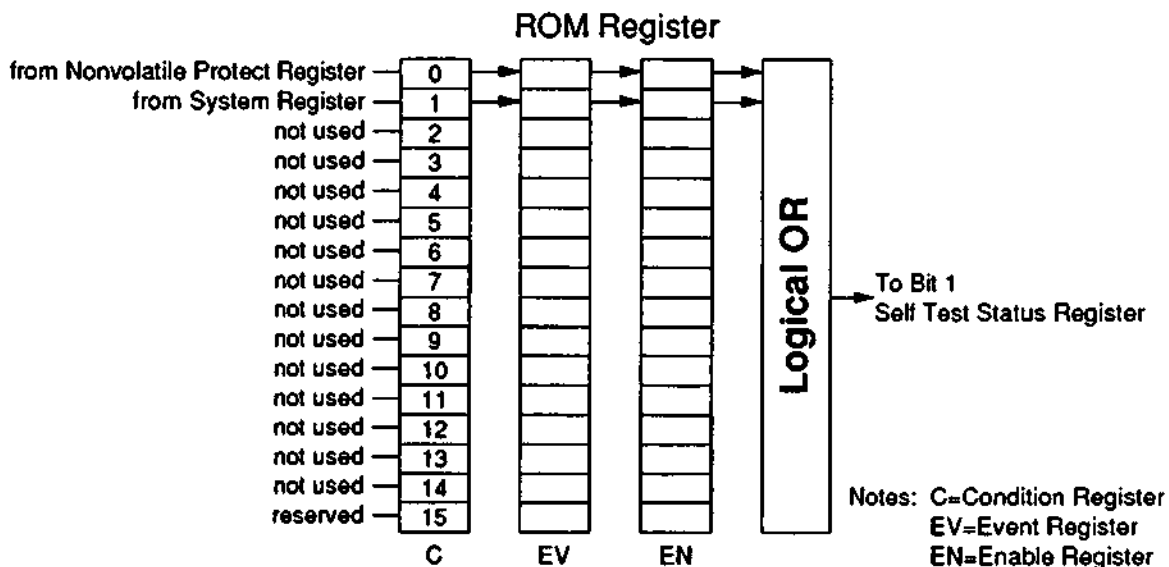 ROM Register
from Nonvolatile Protect Register 0
from System Register 1
not used 2
not used 3
not used 4
not used 5
not used 6
not used 7
not used 8
not used 9
not used 10
not used 11
not used 12
not used 13
not used 14
reserved 15
C
EV
EN
Logical OR
To Bit 1
Self Test Status Register
Notes: C=Condition Register
EV=Event Register
EN=Enable Register